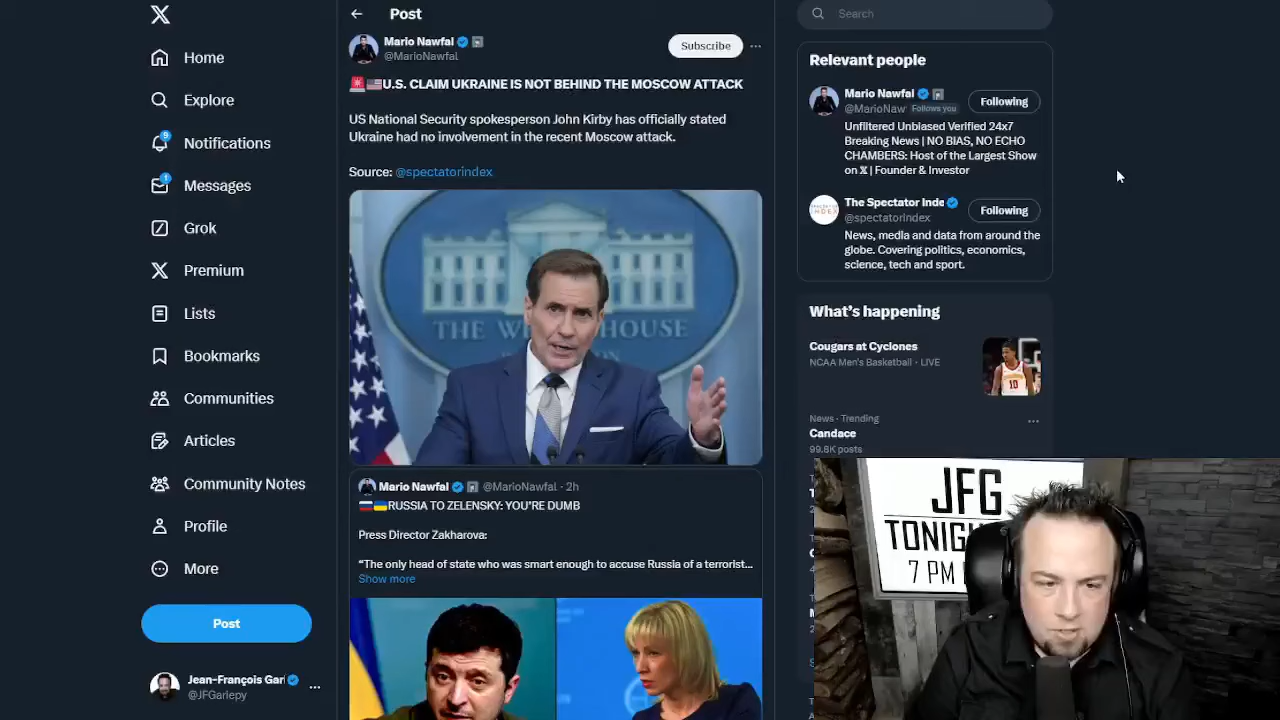 Home
Explore
9
Notifications
1
Messages
Grok
Premium
Lists
Bookmarks
Communities
Articles
Community Notes
Profile
More
Post
Jean-François Gari
@JFGariepy
Post
Mario Nawfal
@MarioNawfal
Subscribe
U.S. CLAIM UKRAINE IS NOT BEHIND THE MOSCOW ATTACK
US National Security spokesperson John Kirby has officially stated
Ukraine had no involvement in the recent Moscow attack.
Source: @spectatorindex
THE WHITE HOUSE
Mario Nawfal @MarioNawfal · 2h
RUSSIA TO ZELENSKY: YOU'RE DUMB
Press Director Zakharova:
“The only head of state who was smart enough to accuse Russia of a terrorist...
Show more
Search
Relevant people
Mario Nawfal
@MarioNaw Follows you
Following
Unfiltered Unbiased Verified 24x7
Breaking News | NO BIAS, NO ECHO
CHAMBERS: Host of the Largest Show
on 𝕏 | Founder & Investor
The Spectator Inde
@spectatorindex
Following
News, media and data from around the
globe. Covering politics, economics,
science, tech and sport.
What's happening
Cougars at Cyclones
NCAA Men's Basketball · LIVE
10
News · Trending
Candace
99.8K posts
JFG
TONIGH
7 PM